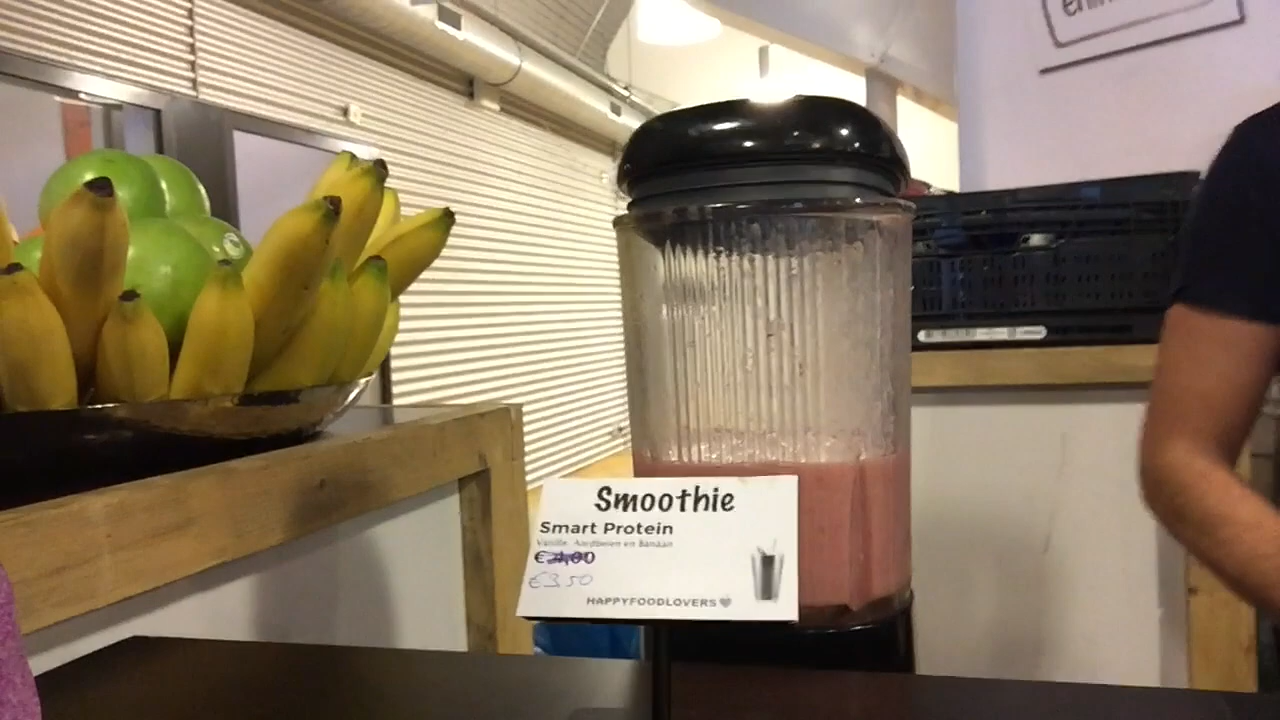 Smoothie
Smart Protein
Vanille, Aardbeien en Banaan
€ 4,00
€3,50
HAPPYFOODLOVERS